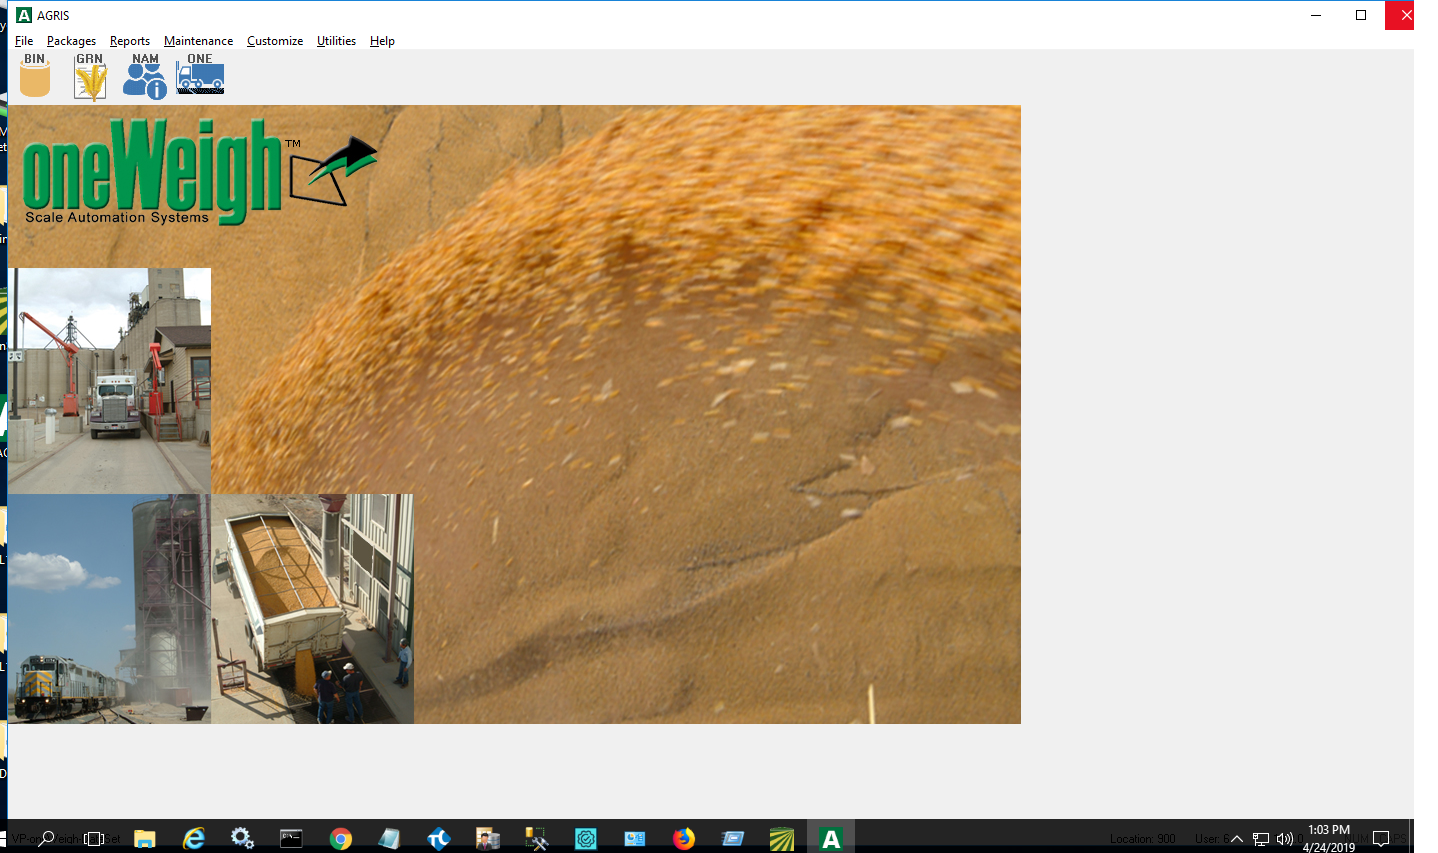 AGRIS
File Packages Reports Maintenance Customize Utilities Help
BIN GRN NAM ONE
oneWeigh™
Scale Automation Systems
Location: 900 User: 6
1:03 PM
4/24/2019